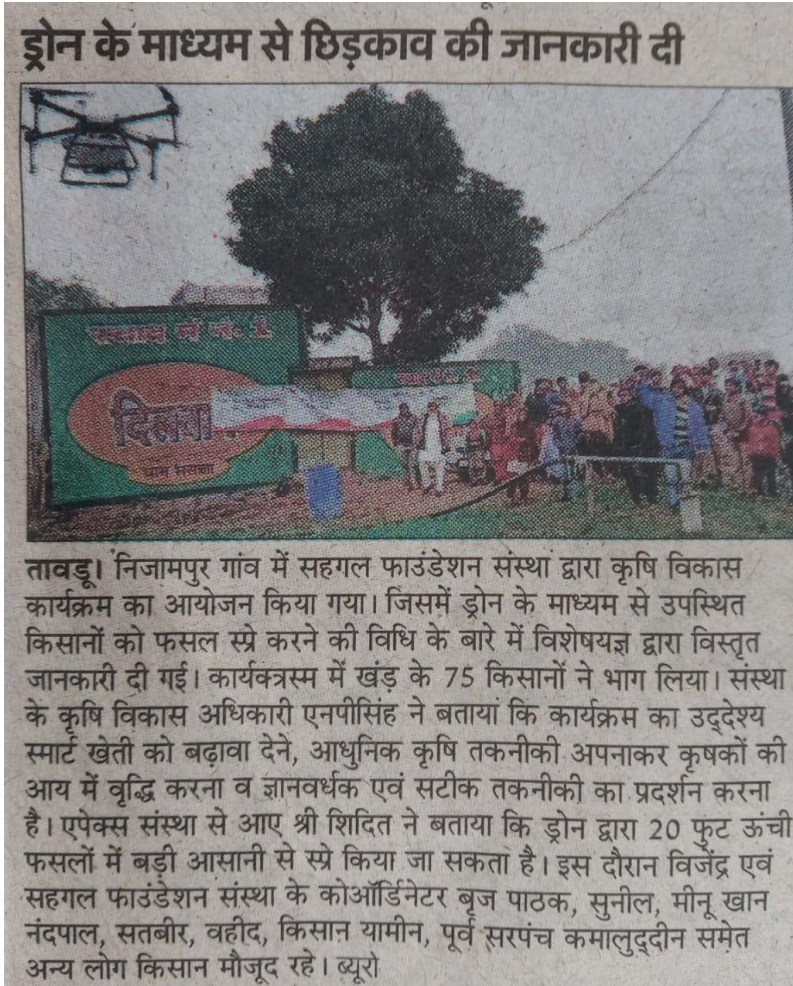 ड्रोन के माध्यम से छिड़काव की जानकारी दी
दिलबा
पान मसाला
तावडू। निजामपुर गांव में सहगल फाउंडेशन संस्था द्वारा कृषि विकास
कार्यक्रम का आयोजन किया गया। जिसमें ड्रोन के माध्यम से उपस्थित
किसानों को फसल स्प्रे करने की विधि के बारे में विशेषयज्ञ द्वारा विस्तृत
जानकारी दी गई। कार्यक्त्रस्म में खंड़ के 75 किसानों ने भाग लिया। संस्था
के कृषि विकास अधिकारी एनपीसिंह ने बताया कि कार्यक्रम का उद्देश्य
स्मार्ट खेती को बढ़ावा देने, आधुनिक कृषि तकनीकी अपनाकर कृषकों की
आय में वृद्धि करना व ज्ञानवर्धक एवं सटीक तकनीकी का प्रदर्शन करना
है। एपेक्स संस्था से आए श्री शिदित ने बताया कि ड्रोन द्वारा 20 फुट ऊंची
फसलों में बड़ी आसानी से स्प्रे किया जा सकता है। इस दौरान विजेंद्र एवं
सहगल फाउंडेशन संस्था के कोऑर्डिनेटर बृज पाठक, सुनील, मीनू खान
नंदपाल, सतबीर, वहीद, किसान यामीन, पूर्व सरपंच कमालुद्दीन समेत
अन्य लोग किसान मौजूद रहे। ब्यूरो